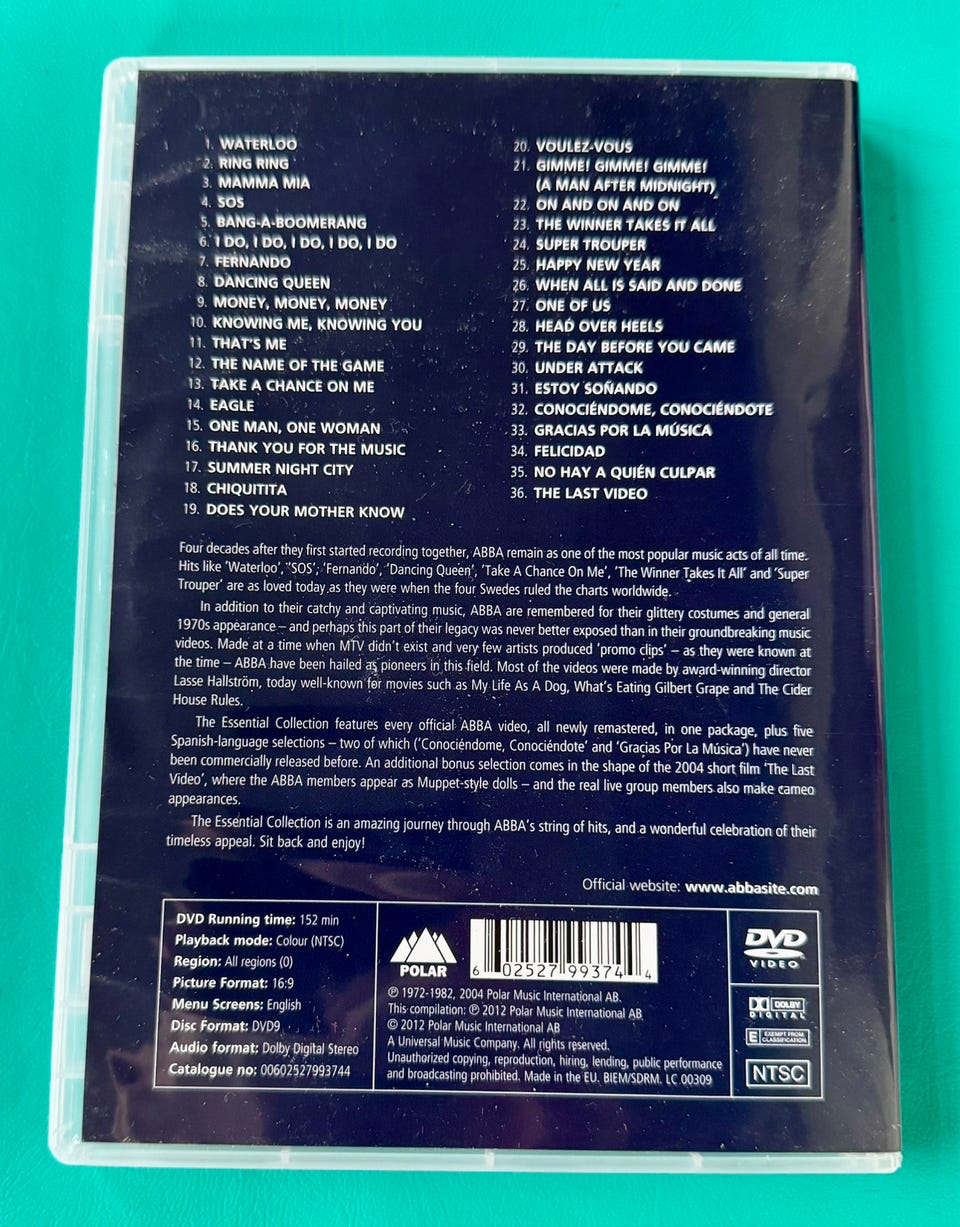 1. WATERLOO
2. RING RING
3. MAMMA MIA
4. SOS
5. BANG-A-BOOMERANG
6. I DO, I DO, I DO, I DO, I DO
7. FERNANDO
8. DANCING QUEEN
9. MONEY, MONEY, MONEY
10. KNOWING ME, KNOWING YOU
11. THAT'S ME
12. THE NAME OF THE GAME
13. TAKE A CHANCE ON ME
14. EAGLE
15. ONE MAN, ONE WOMAN
16. THANK YOU FOR THE MUSIC
17. SUMMER NIGHT CITY
18. CHIQUITITA
19. DOES YOUR MOTHER KNOW
20. VOULEZ-VOUS
21. GIMME! GIMME! GIMME!
(A MAN AFTER MIDNIGHT)
22. ON AND ON AND ON
23. THE WINNER TAKES IT ALL
24. SUPER TROUPER
25. HAPPY NEW YEAR
26. WHEN ALL IS SAID AND DONE
27. ONE OF US
28. HEAD OVER HEELS
29. THE DAY BEFORE YOU CAME
30. UNDER ATTACK
31. ESTOY SOÑANDO
32. CONOCIÉNDOME, CONOCIÉNDOTE
33. GRACIAS POR LA MÚSICA
34. FELICIDAD
35. NO HAY A QUIÉN CULPAR
36. THE LAST VIDEO
Four decades after they first started recording together, ABBA remain as one of the most popular music acts of all time.
Hits like 'Waterloo', 'SOS', 'Fernando', 'Dancing Queen', 'Take A Chance On Me', 'The Winner Takes It All' and 'Super
Trouper' are as loved today as they were when the four Swedes ruled the charts worldwide.
In addition to their catchy and captivating music, ABBA are remembered for their glittery costumes and general
1970s appearance – and perhaps this part of their legacy was never better exposed than in their groundbreaking music
videos. Made at a time when MTV didn't exist and very few artists produced 'promo clips' – as they were known at
the time – ABBA have been hailed as pioneers in this field. Most of the videos were made by award-winning director
Lasse Hallström, today well-known for movies such as My Life As A Dog, What's Eating Gilbert Grape and The Cider
House Rules.
The Essential Collection features every official ABBA video, all newly remastered, in one package, plus five
Spanish-language selections – two of which ('Conociéndome, Conociéndote' and 'Gracias Por La Música') have never
been commercially released before. An additional bonus selection comes in the shape of the 2004 short film 'The Last
Video', where the ABBA members appear as Muppet-style dolls – and the real live group members also make cameo
appearances.
The Essential Collection is an amazing journey through ABBA's string of hits, and a wonderful celebration of their
timeless appeal. Sit back and enjoy!
Official website: www.abbasite.com
DVD Running time: 152 min
Playback mode: Colour (NTSC)
Region: All regions (0)
Picture Format: 16:9
Menu Screens: English
Disc Format: DVD9
Audio format: Dolby Digital Stereo
Catalogue no: 00602527993744
POLAR
6 02527 99374 4
℗ 1972-1982, 2004 Polar Music International AB.
This compilation: ℗ 2012 Polar Music International AB
© 2012 Polar Music International AB
A Universal Music Company. All rights reserved.
Unauthorized copying, reproduction, hiring, lending, public performance
and broadcasting prohibited. Made in the EU. BIEM/SDRM. LC 00309
DVD
VIDEO
DOLBY
DIGITAL
E EXEMPT FROM
CLASSIFICATION
NTSC